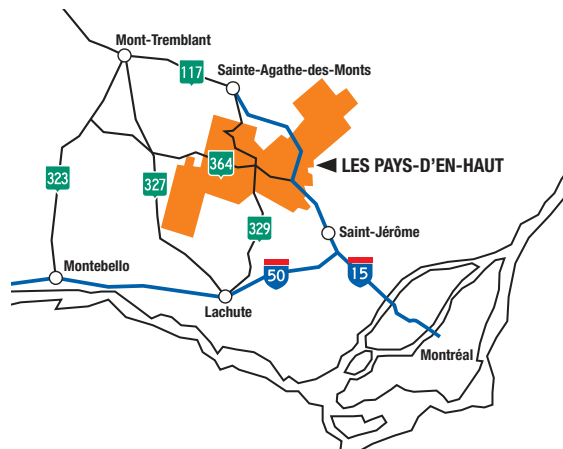 Mont-Tremblant
117
Sainte-Agathe-des-Monts
364
LES PAYS-D'EN-HAUT
323
327
329
Saint-Jérôme
Montebello
50
15
Lachute
Montréal